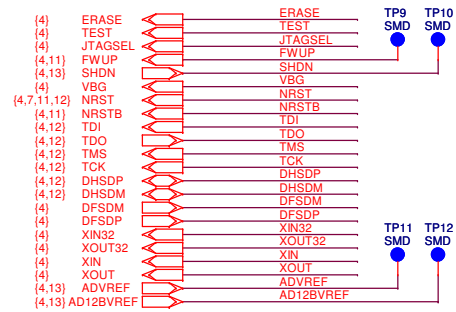 TP9 TP10
SMD SMD
{4} ERASE ERASE
{4} TEST TEST
{4} JTAGSEL JTAGSEL
{4,11} FWUP FWUP
{4,13} SHDN SHDN
{4} VBG VBG
{4,7,11,12} NRST NRST
{4,11} NRSTB NRSTB
{4,12} TDI TDI
{4,12} TDO TDO
{4,12} TMS TMS
{4,12} TCK TCK
{4,12} DHSDP DHSDP
{4,12} DHSDM DHSDM
{4} DFSDM DFSDM
{4} DFSDP DFSDP
TP11 TP12
SMD SMD
{4} XIN32 XIN32
{4} XOUT32 XOUT32
{4} XIN XIN
{4} XOUT XOUT
{4,13} ADVREF ADVREF
{4,13} AD12BVREF AD12BVREF